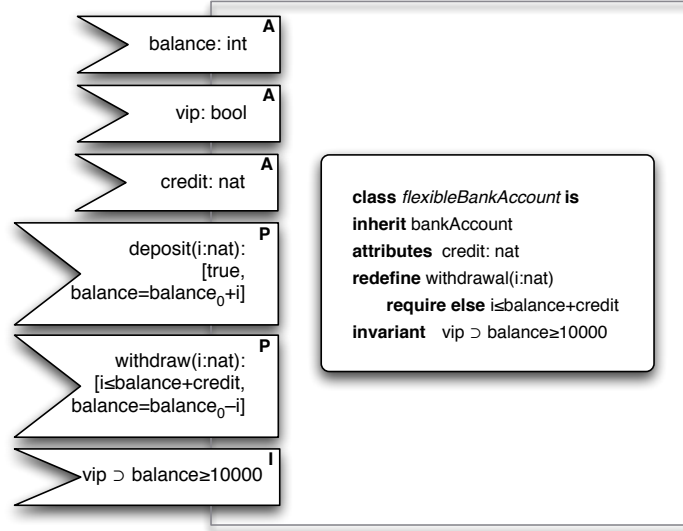 A
balance: int
A
vip: bool
A
credit: nat
P
deposit(i:nat):
[true,
balance=balance₀+i]
P
withdraw(i:nat):
[i≤balance+credit,
balance=balance₀–i]
I
vip ⊃ balance≥10000
class flexibleBankAccount is
inherit bankAccount
attributes credit: nat
redefine withdrawal(i:nat)
require else i≤balance+credit
invariant vip ⊃ balance≥10000